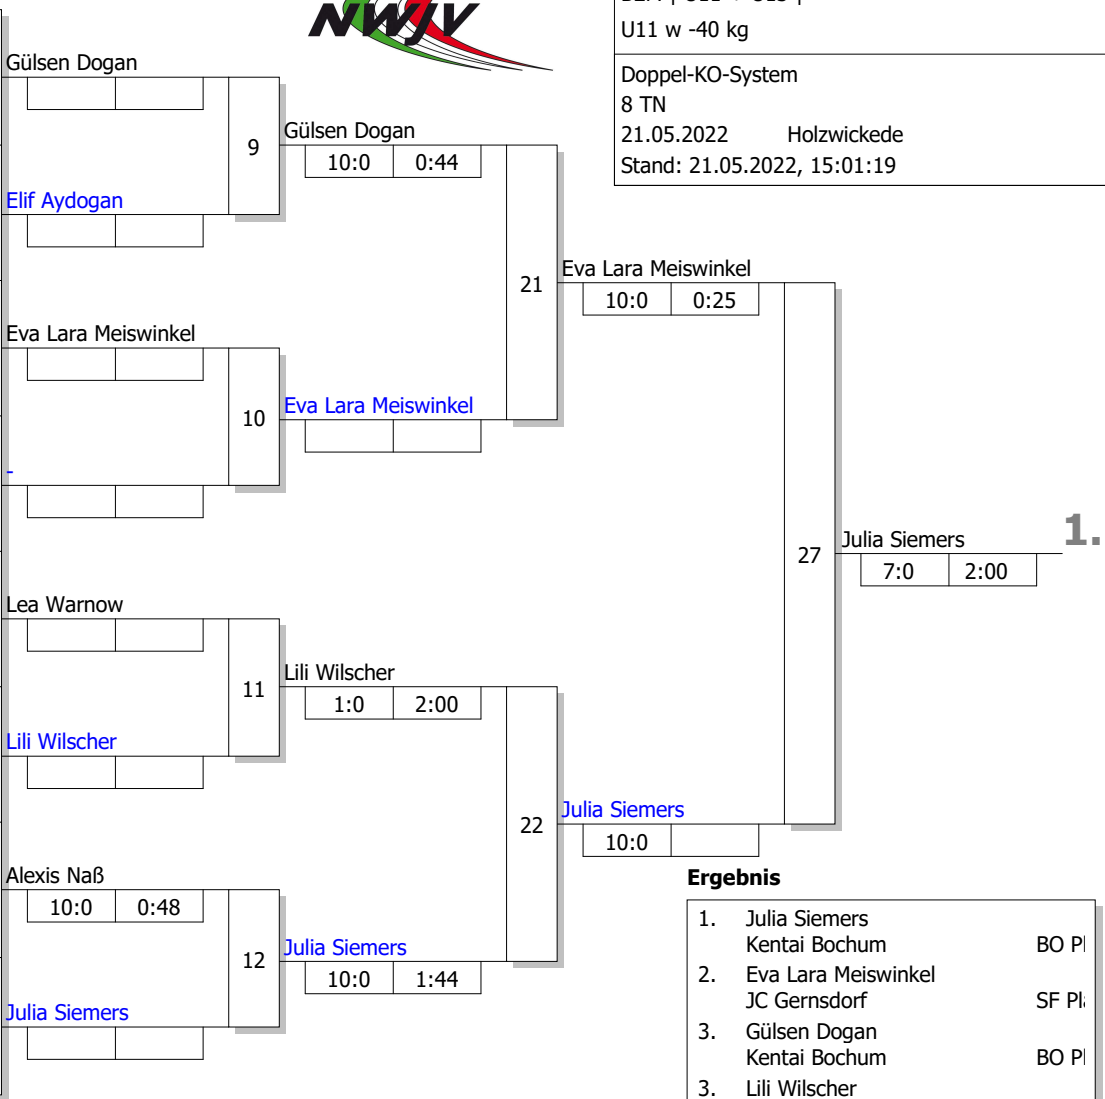 NWJV
U11 w -40 kg
Doppel-KO-System
8 TN
21.05.2022 Holzwickede
Stand: 21.05.2022, 15:01:19
Gülsen Dogan
9
Elif Aydogan
Gülsen Dogan
10:0 0:44
21
Eva Lara Meiswinkel
10
-
Eva Lara Meiswinkel
Eva Lara Meiswinkel
10:0 0:25
27
Julia Siemers
7:0 2:00
1.
Lea Warnow
11
Lili Wilscher
Lili Wilscher
1:0 2:00
22
Alexis Naß
10:0 0:48
12
Julia Siemers
Julia Siemers
10:0 1:44
Julia Siemers
10:0
Ergebnis
1. Julia Siemers
Kentai Bochum BO
2. Eva Lara Meiswinkel
JC Gernsdorf SF
3. Gülsen Dogan
Kentai Bochum BO
3. Lili Wilscher